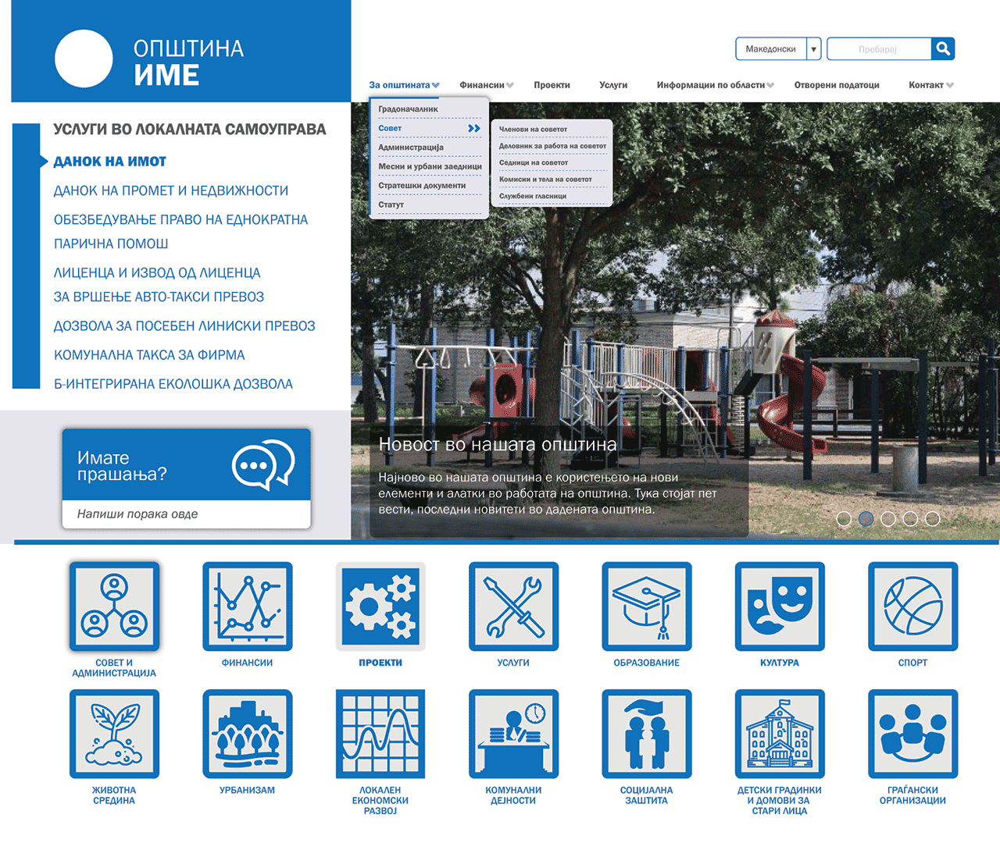 ОПШТИНА
ИМЕ
Македонски
Пребарај
За општината
Финансии
Проекти
Услуги
Информации по области
Отворени податоци
Контакт
Градоначалник
Совет
Администрација
Месни и урбани заедници
Стратешки документи
Статут
Членови на советот
Деловник за работа на советот
Седници на советот
Комисни и тела на советот
Службени гласници
УСЛУГИ ВО ЛОКАЛНАТА САМОУПРАВА
ДАНОК НА ИМОТ
ДАНОК НА ПРОМЕТ И НЕДВИЖНОСТИ
ОБЕЗБЕДУВАЊЕ ПРАВО НА ЕДНОКРАТНА
ПАРИЧНА ПОМОШ
ЛИЦЕНЦА И ИЗВОД ОД ЛИЦЕНЦА
ЗА ВРШЕЊЕ АВТО-ТАКСИ ПРЕВОЗ
ДОЗВОЛА ЗА ПОСЕБЕН ЛИНИСКИ ПРЕВОЗ
КОМУНАЛНА ТАКСА ЗА ФИРМА
Б-ИНТЕГРИРАНА ЕКОЛОШКА ДОЗВОЛА
Имате
прашања?
Напиши порака овде
Новост во нашата општина
Најново во нашата општина е користењето на нови
елементи и алатки во работата на општина. Тука стојат пет
вести, последни новитети во дадената општина.
СОВЕТ И
АДМИНИСТРАЦИЈА
ФИНАНСИИ
ПРОЕКТИ
УСЛУГИ
ОБРАЗОВАНИЕ
КУЛТУРА
СПОРТ
ЖИВОТНА
СРЕДИНА
УРБАНИЗАМ
ЛОКАЛЕН
ЕКОНОМСКИ
РАЗВОЈ
КОМУНАЛНИ
ДЕЈНОСТИ
СОЦИЈАЛНА
ЗАШТИТА
ДЕТСКИ ГРАДИНКИ
И ДОМОВИ ЗА
СТАРИ ЛИЦА
ГРАЃАНСКИ
ОРГАНИЗАЦИИ